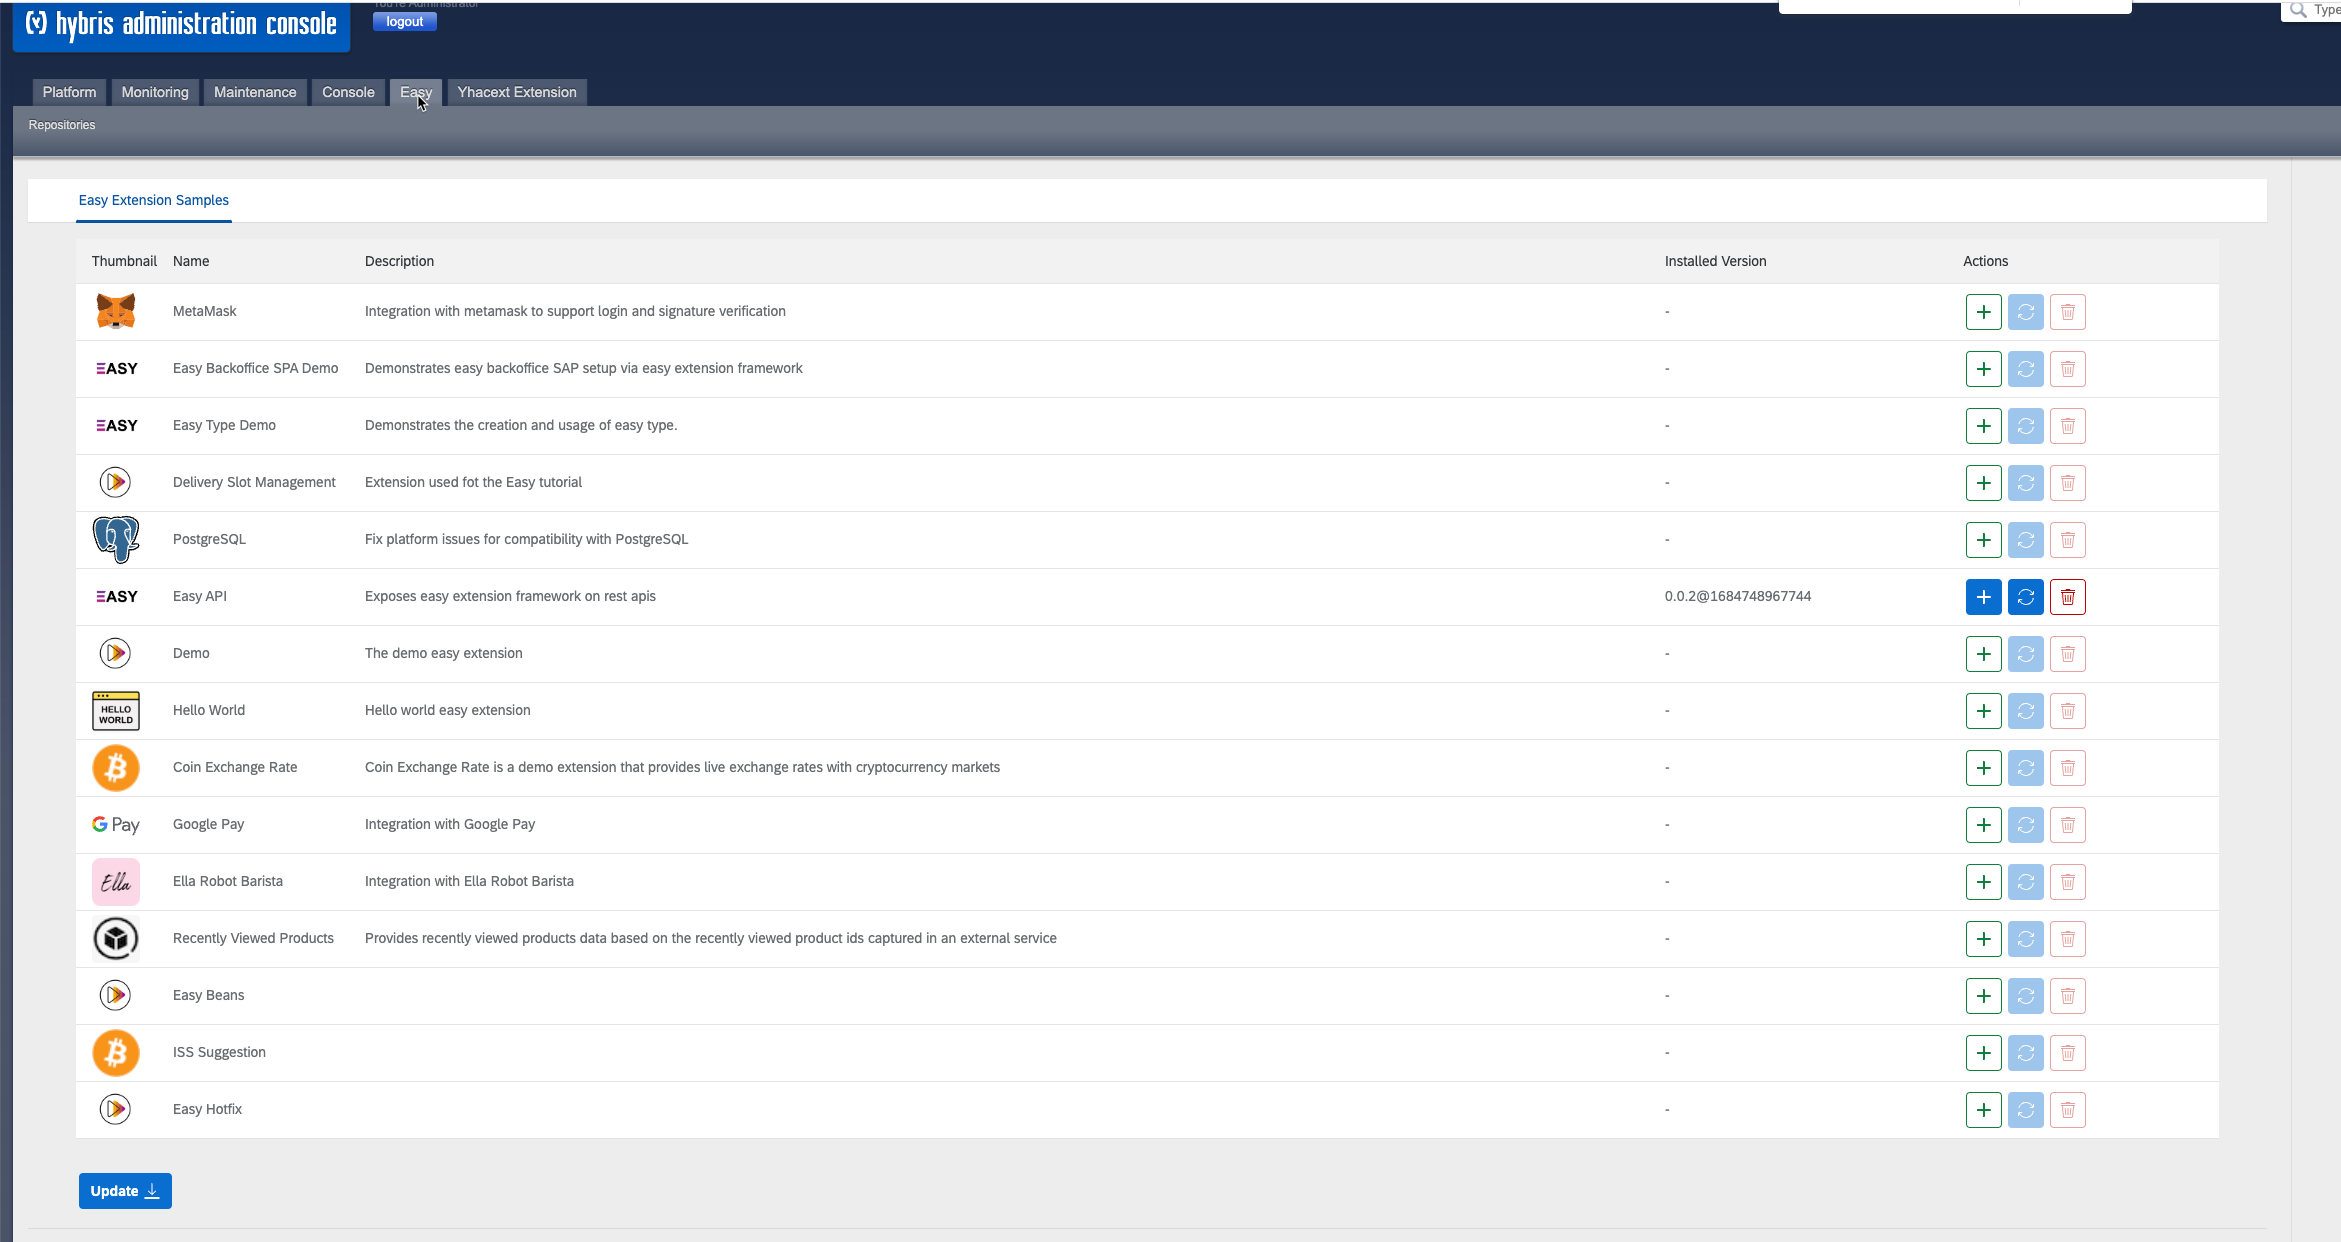 hybris administration console
You're Administrator
logout
Type
Platform Monitoring Maintenance Console Easy Yhacext Extension
Repositories
Easy Extension Samples
Thumbnail Name Description Installed Version Actions
MetaMask Integration with metamask to support login and signature verification -
EASY Easy Backoffice SPA Demo Demonstrates easy backoffice SAP setup via easy extension framework -
EASY Easy Type Demo Demonstrates the creation and usage of easy type. -
Delivery Slot Management Extension used fot the Easy tutorial -
PostgreSQL Fix platform issues for compatibility with PostgreSQL -
EASY Easy API Exposes easy extension framework on rest apis 0.0.2@1684748967744
Demo The demo easy extension -
HELLO WORLD Hello World Hello world easy extension -
Coin Exchange Rate Coin Exchange Rate is a demo extension that provides live exchange rates with cryptocurrency markets -
G Pay Google Pay Integration with Google Pay -
Ella Ella Robot Barista Integration with Ella Robot Barista -
Recently Viewed Products Provides recently viewed products data based on the recently viewed product ids captured in an external service -
Easy Beans -
ISS Suggestion -
Easy Hotfix -
Update